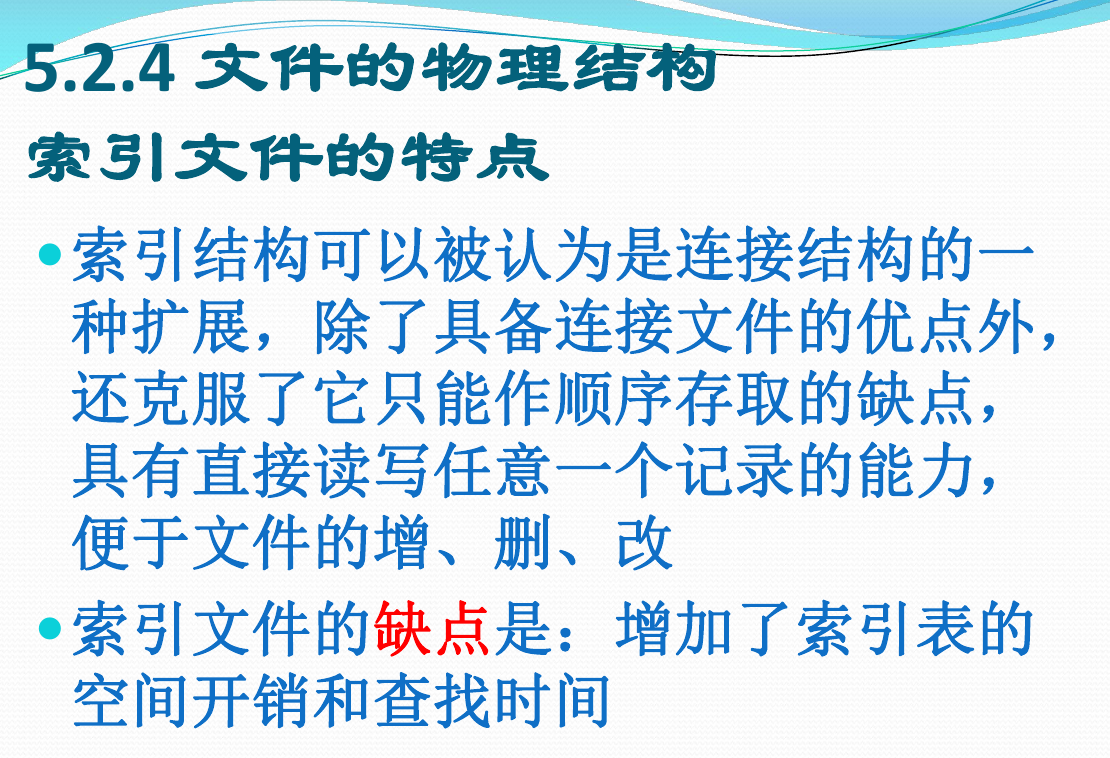 5.2.4 文件的物理结构
索引文件的特点
•索引结构可以被认为是连接结构的一
种扩展，除了具备连接文件的优点外，
还克服了它只能作顺序存取的缺点，
具有直接读写任意一个记录的能力，
便于文件的增、删、改
•索引文件的缺点是：增加了索引表的
空间开销和查找时间